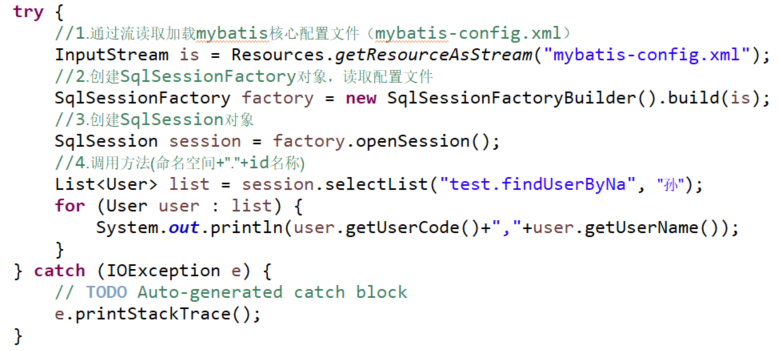 try {
//1.通过流读取加载mybatis核心配置文件（mybatis-config.xml）
InputStream is = Resources.getResourceAsStream("mybatis-config.xml");
//2.创建SqlSessionFactory对象，读取配置文件
SqlSessionFactory factory = new SqlSessionFactoryBuilder().build(is);
//3.创建SqlSession对象
SqlSession session = factory.openSession();
//4.调用方法(命名空间+"."+id名称)
List<User> list = session.selectList("test.findUserByNa", "孙");
for (User user : list) {
System.out.println(user.getUserCode()+","+user.getUserName());
}
} catch (IOException e) {
// TODO Auto-generated catch block
e.printStackTrace();
}